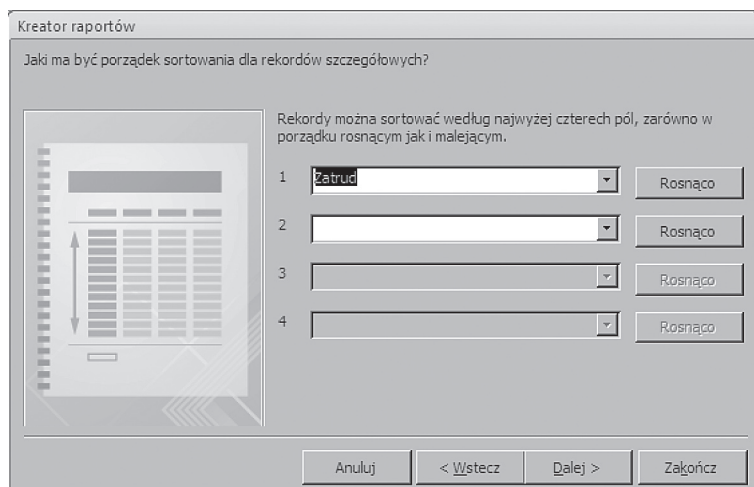 Kreator raportów
Jaki ma być porządek sortowania dla rekordów szczegółowych?
Rekordy można sortować według najwyżej czterech pól, zarówno w
porządku rosnącym jak i malejącym.
1 Zatrud Rosnąco
2 Rosnąco
3 Rosnąco
4 Rosnąco
Anuluj < Wstecz Dalej > Zakończ